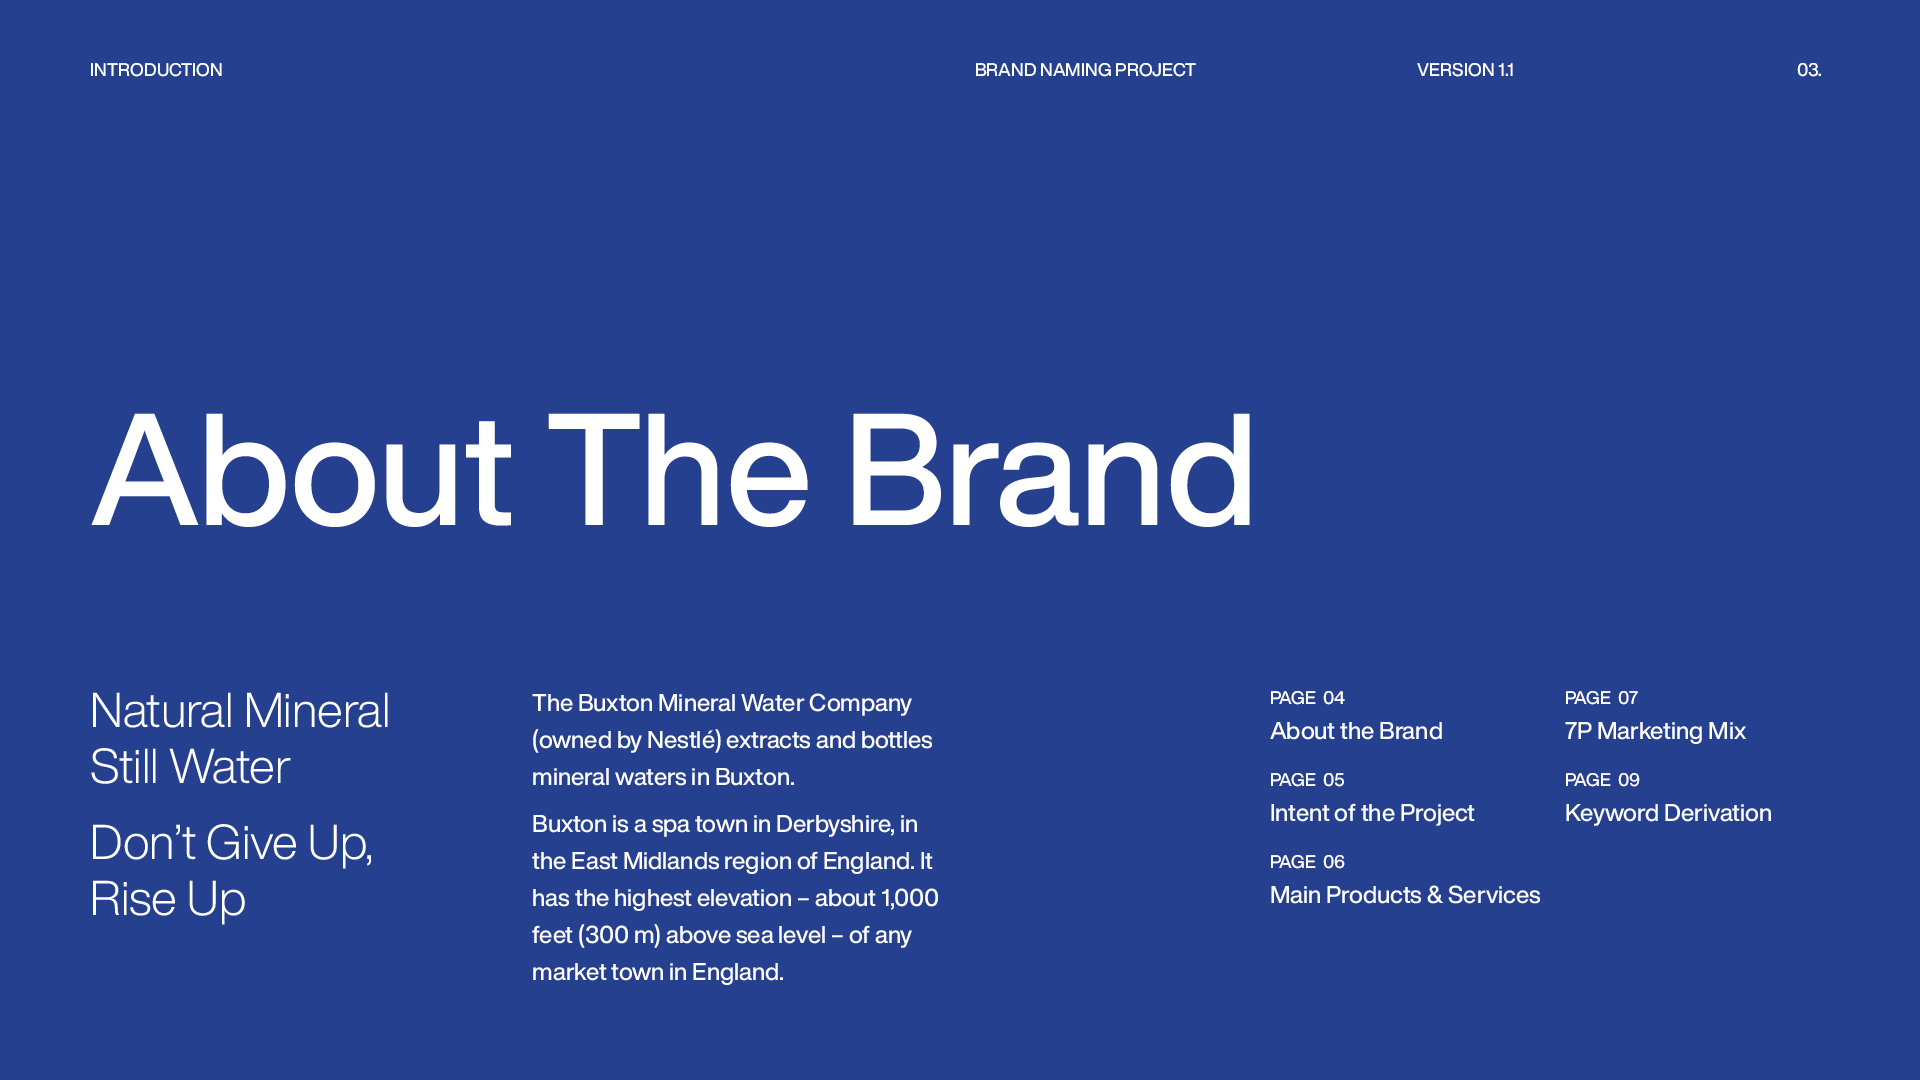 INTRODUCTION
BRAND NAMING PROJECT
VERSION 1.1
03.
About The Brand
Natural Mineral
Still Water
Don’t Give Up,
Rise Up
The Buxton Mineral Water Company
(owned by Nestlé) extracts and bottles
mineral waters in Buxton.
Buxton is a spa town in Derbyshire, in
the East Midlands region of England. It
has the highest elevation – about 1,000
feet (300 m) above sea level – of any
market town in England.
PAGE 04
About the Brand
PAGE 05
Intent of the Project
PAGE 06
Main Products & Services
PAGE 07
7P Marketing Mix
PAGE 09
Keyword Derivation